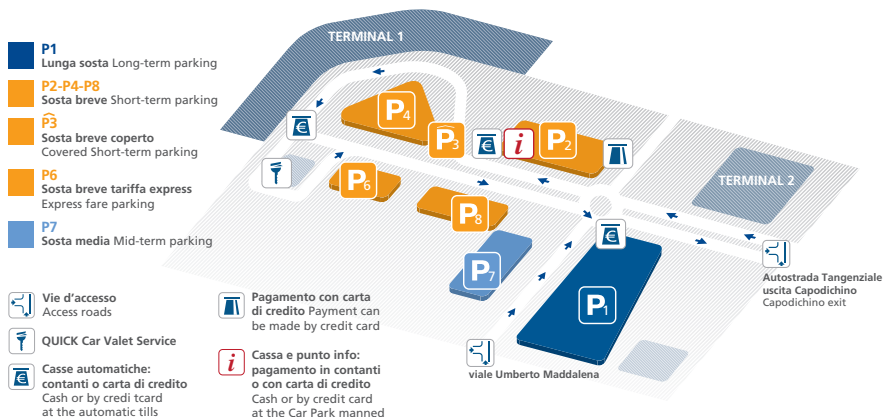 P1
Lunga sosta Long-term parking
P2-P4-P8
Sosta breve Short-term parking
P3
Sosta breve coperto
Covered Short-term parking
P6
Sosta breve tariffa express
Express fare parking
P7
Sosta media Mid-term parking
TERMINAL 1
P4
P3
€
i
P2
€
P6
P8
TERMINAL 2
€
P7
P1
Autostrada Tangenziale
uscita Capodichino
Capodichino exit
viale Umberto Maddalena
Vie d'accesso
Access roads
QUICK Car Valet Service
€
Casse automatiche:
contanti o carta di credito
Cash or by credi tcard
at the automatic tills
Pagamento con carta
di credito Payment can
be made by credit card
i
Cassa e punto info:
pagamento in contanti
o con carta di credito
Cash or by credit card
at the Car Park manned